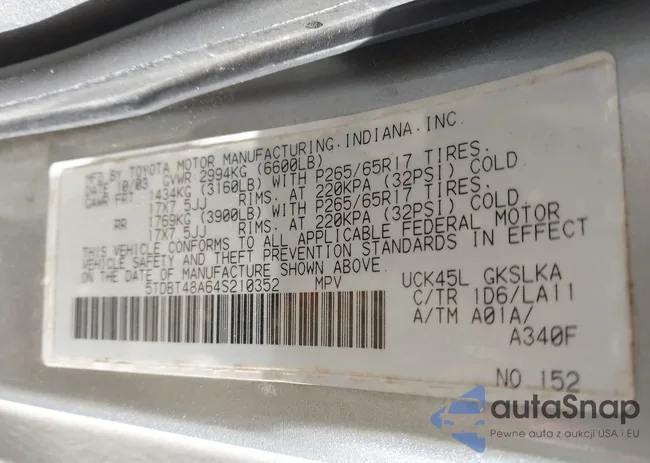 MFD BY TOYOTA MOTOR MANUFACTURING, INDIANA, INC.
DATE 10/03 GVWR 2994KG (6600LB)
GAWR FRT. 1434KG (3160LB) WITH P265/65R17 TIRES.
17X7.5JJ RIMS. AT 220KPA (32PSI) COLD
RR 1769KG (3900LB) WITH P265/65R17 TIRES.
17X7.5JJ RIMS. AT 220KPA (32PSI) COLD
THIS VEHICLE CONFORMS TO ALL APPLICABLE FEDERAL MOTOR
VEHICLE SAFETY AND THEFT PREVENTION STANDARDS IN EFFECT
ON THE DATE OF MANUFACTURE SHOWN ABOVE.
5TDBT48A64S210352 MPV
UCK45L GKSLKA
C/TR 1D6/LA11
A/TM A01A/
A340F
NO.152
autaSnap
Pewne auta z aukcji USA i EU